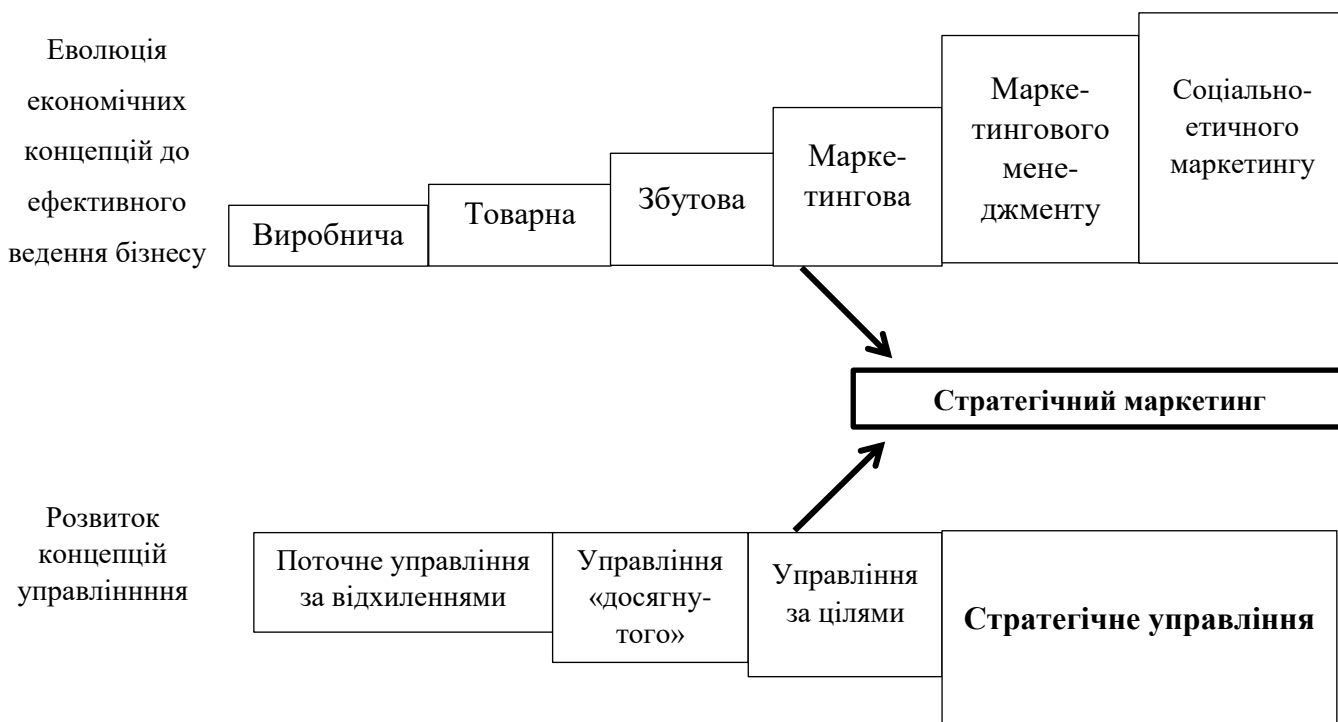 Еволюція
економічних
концепцій до
ефективного
ведення бізнесу
Виробнича
Товарна
Збутова
Марке-
тингова
Марке-
тингового
мене-
джменту
Соціально-
етичного
маркетингу
Стратегічний маркетинг
Розвиток
концепцій
управліннння
Поточне управління
за відхиленнями
Управління
«досягну-
того»
Управління
за цілями
Стратегічне управління